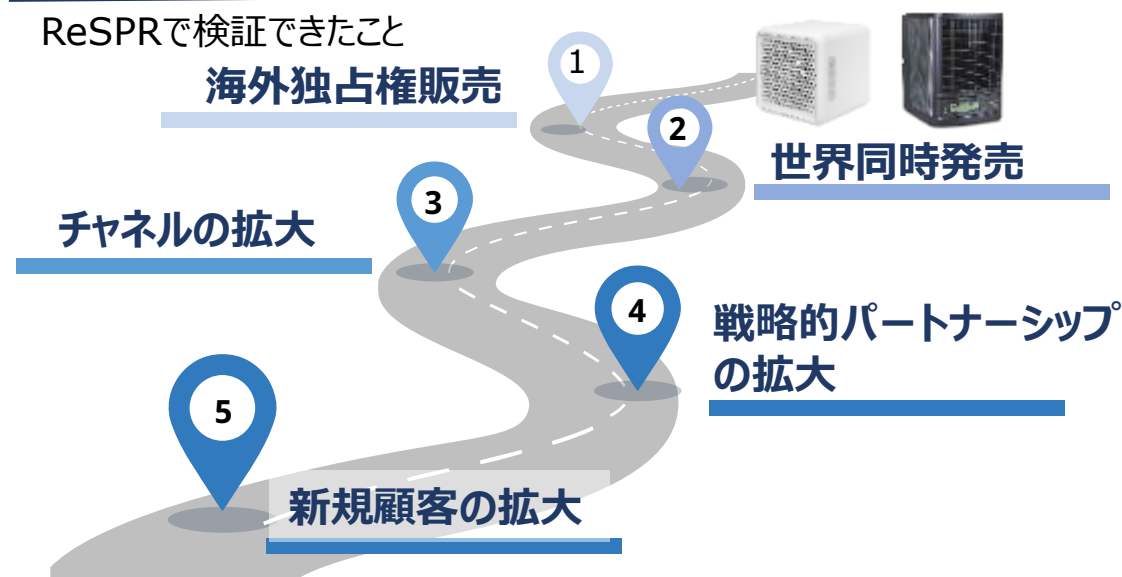 ReSPRで検証できたこと
1
海外独占権販売
2
世界同時発売
3
チャネルの拡大
4
戦略的パートナーシップ
の拡大
5
新規顧客の拡大